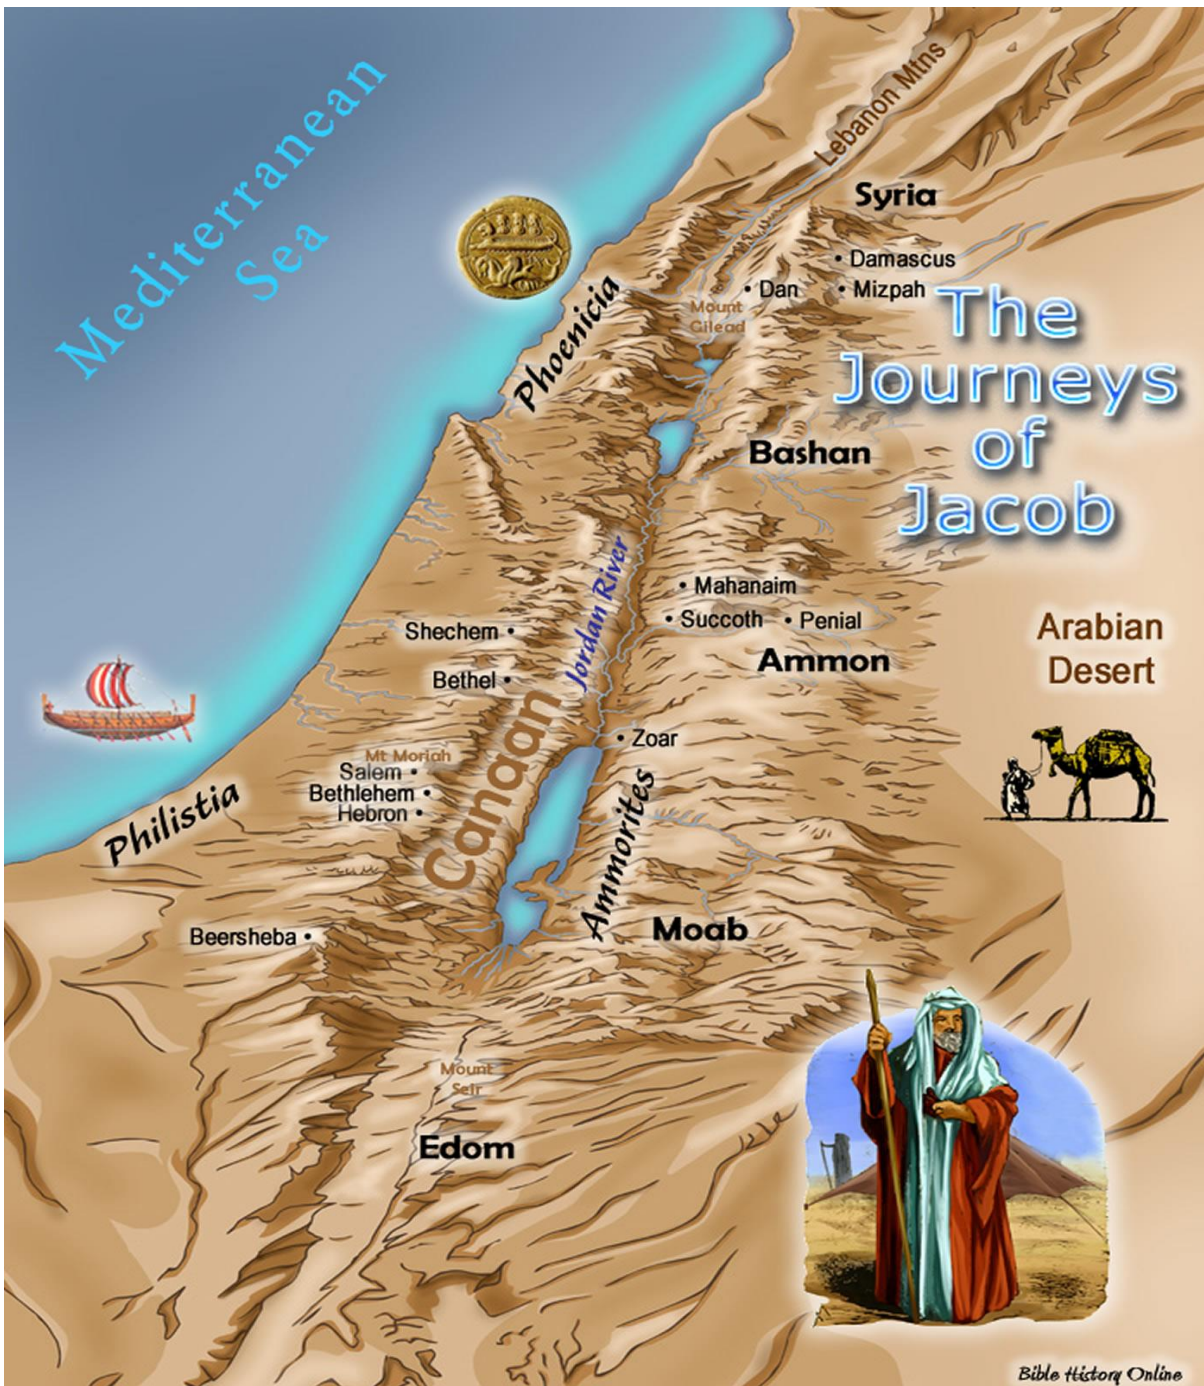 Mediterranean
Sea
Lebanon Mtns
Syria
Damascus
Dan
Mizpah
Mount
Gilead
The
Journeys
of
Jacob
Phoenicia
Bashan
Jordan River
Mahanaim
Succoth
Penial
Shechem
Ammon
Arabian
Desert
Bethel
Canaan
Zoar
Mt Moriah
Salem
Bethlehem
Hebron
Philistia
Ammorites
Moab
Beersheba
Mount
Seir
Edom
Bible History Online